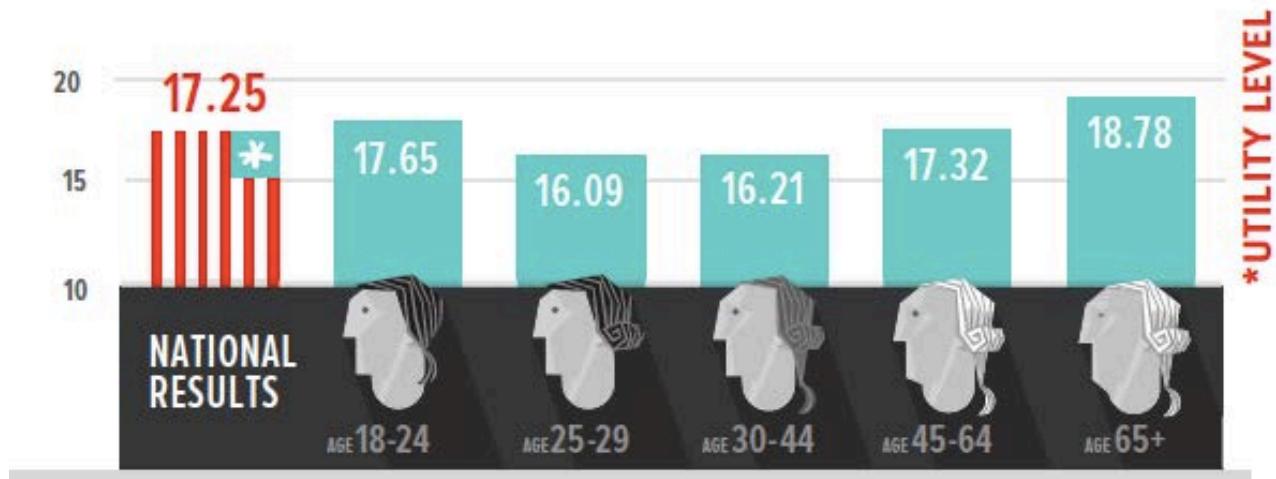 20
15
10
17.25
*
17.65
16.09
16.21
17.32
18.78
*UTILITY LEVEL
NATIONAL
RESULTS
AGE 18-24
AGE 25-29
AGE 30-44
AGE 45-64
AGE 65+